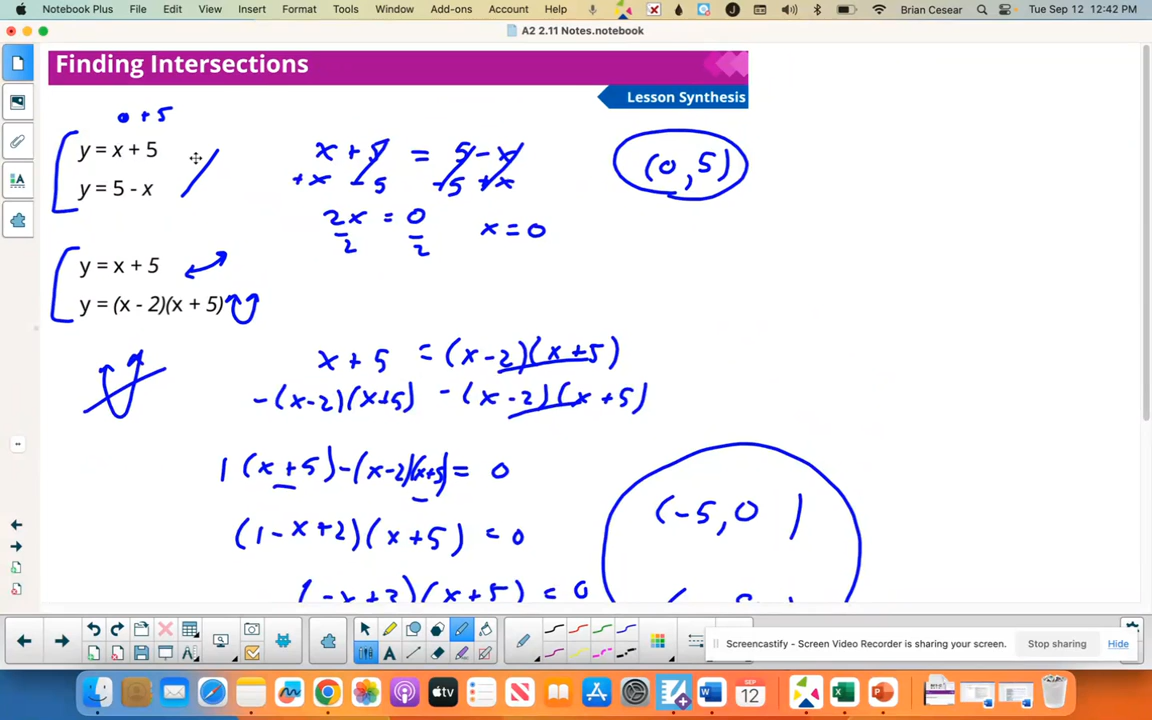 Notebook Plus File Edit View Insert Format Tools Window Add-ons Account Help Brian Cesear Tue Sep 12 12:42 PM
A2 2.11 Notes.notebook
Finding Intersections
Lesson Synthesis
0 + 5
y = x + 5
y = 5 - x
x + 5 = 5 - x
+x - 5 -5 +x
2x = 0
2 2
x = 0
(0, 5)
y = x + 5
y = (x - 2)(x + 5)
x + 5 = (x-2)(x+5)
-(x-2)(x+5) -(x-2)(x+5)
1(x+5)-(x-2)(x+5)= 0
(1-x+2)(x+5) = 0
(-5, 0)
Screencastify - Screen Video Recorder is sharing your screen.
Stop sharing
Hide
SEP
12